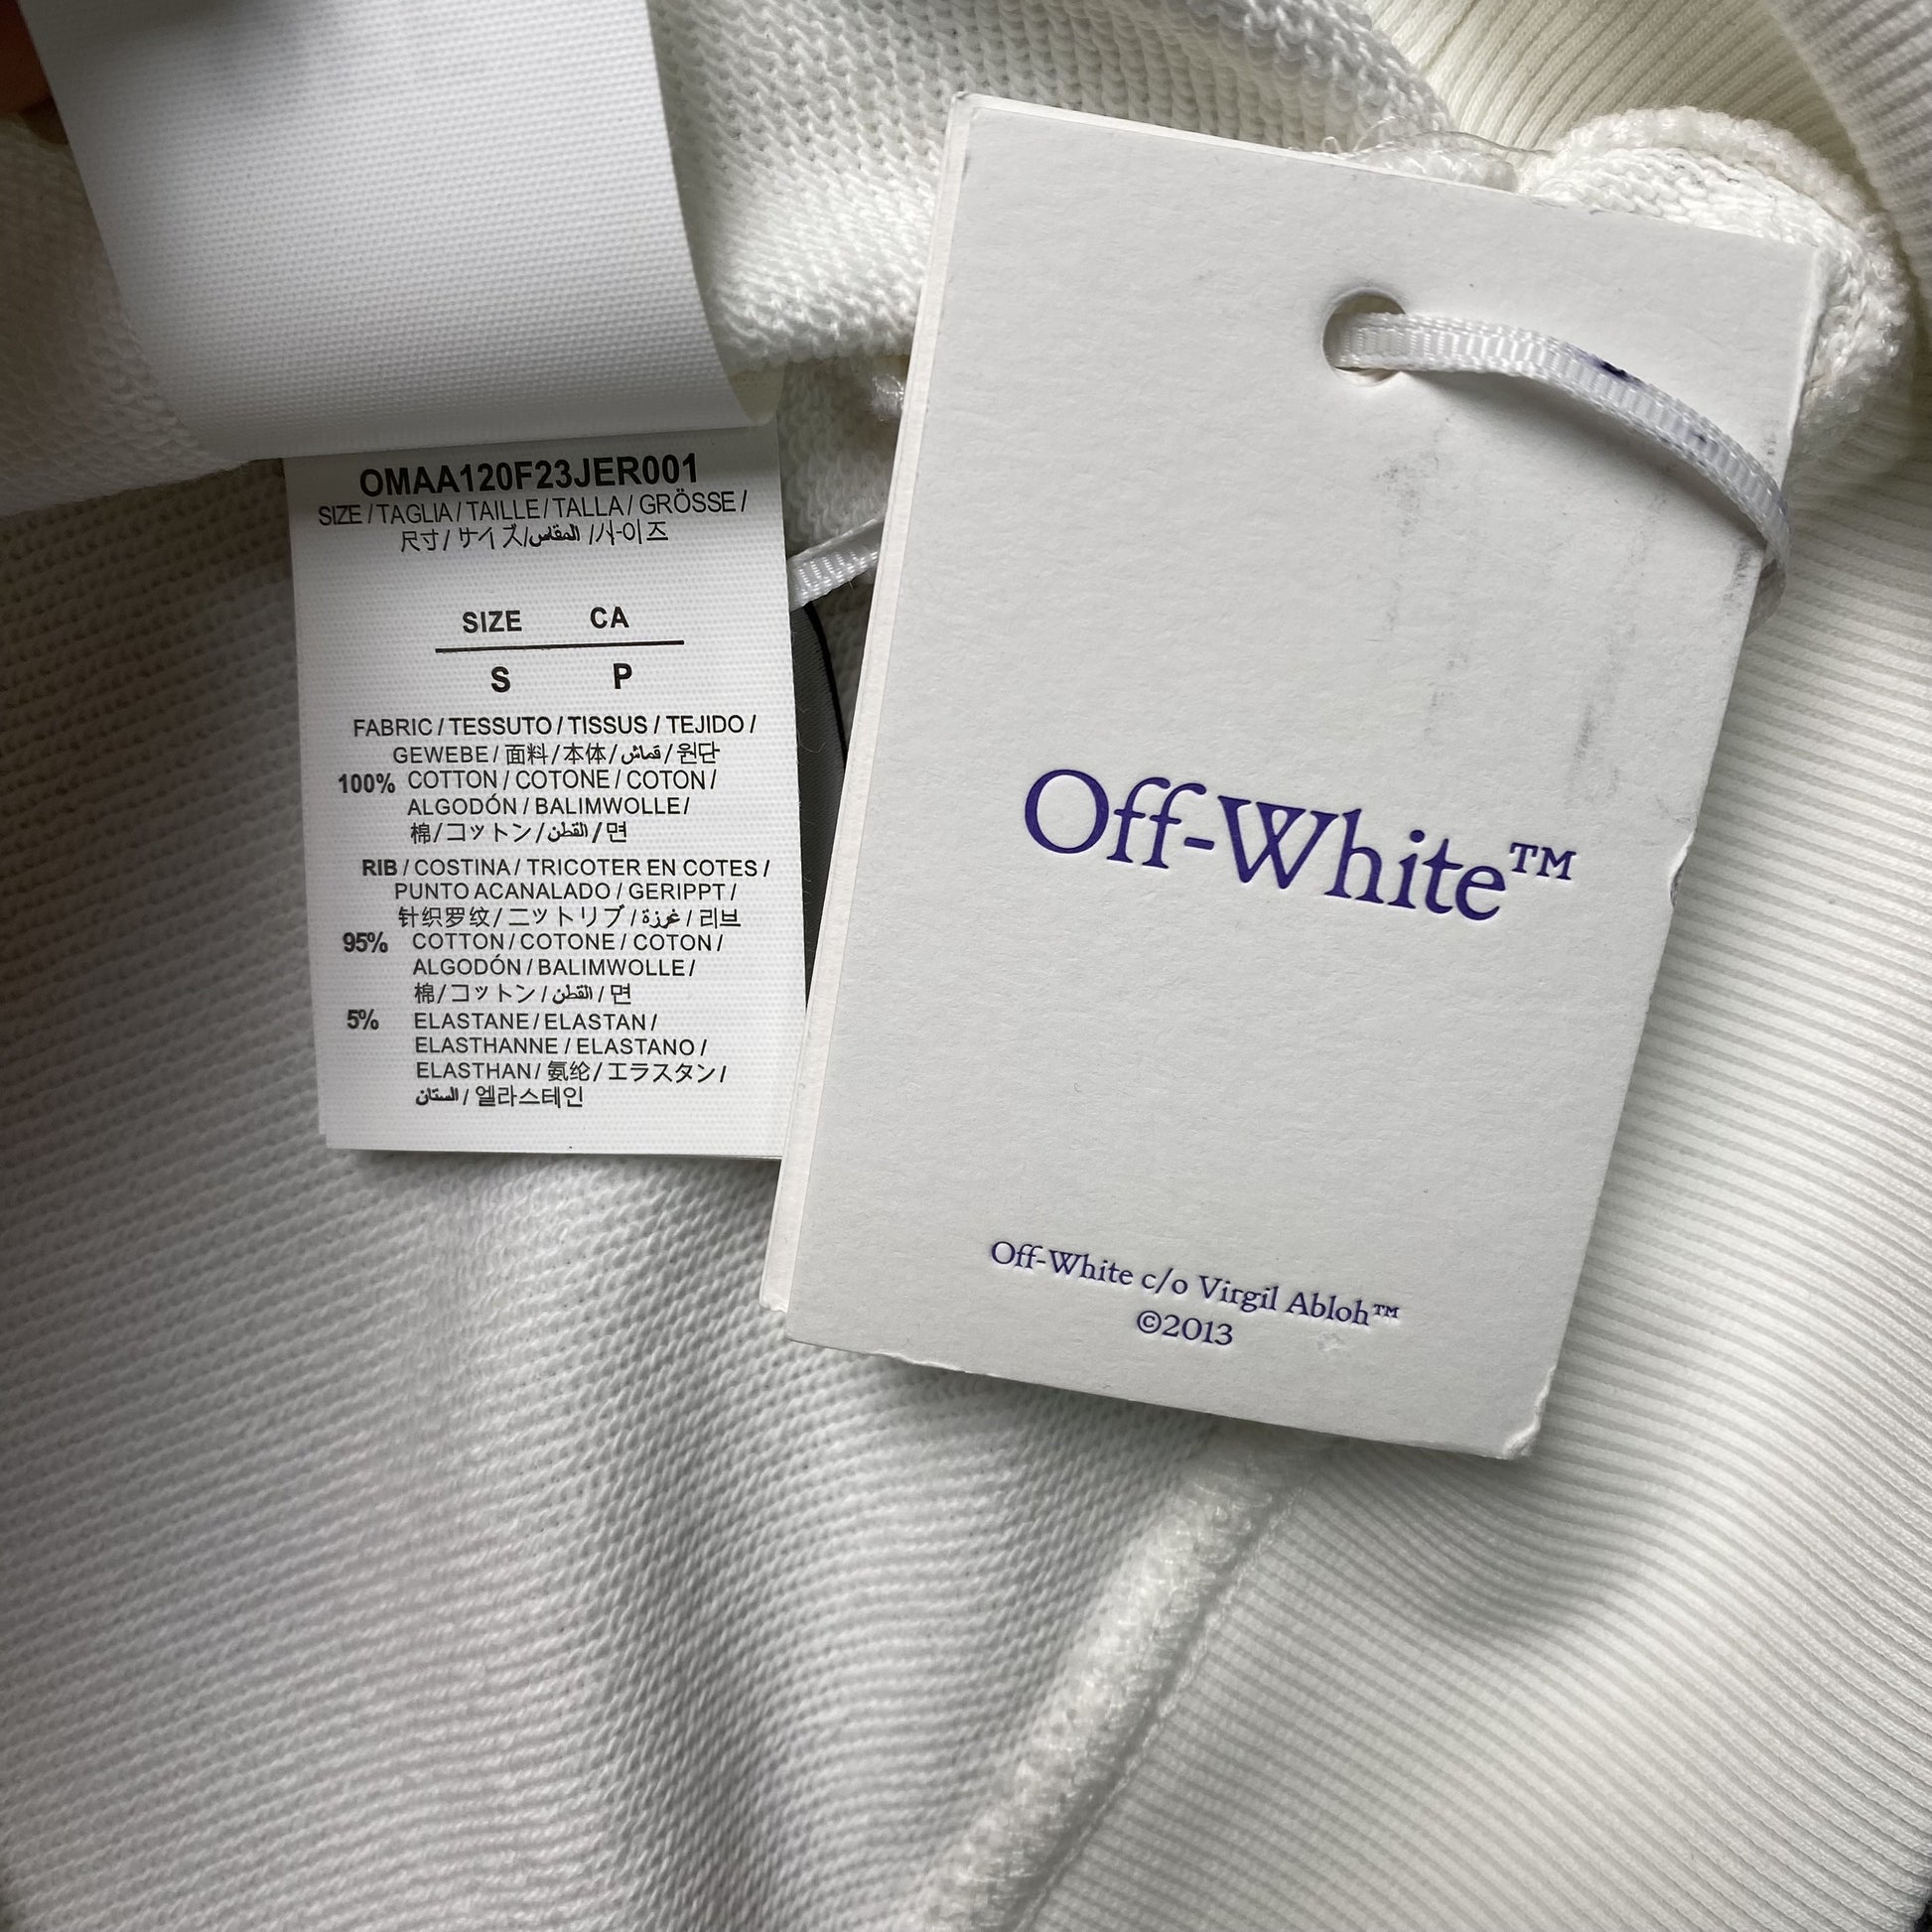 OMAA120F23JER001
SIZE / TAGLIA / TAILLE / TALLA / GRÖSSE /
尺寸 / サイズ / المقاس / 사이즈
SIZE CA
S P
FABRIC / TESSUTO / TISSUS / TEJIDO /
GEWEBE / 面料 / 本体 / قماش / 원단
100% COTTON / COTONE / COTON /
ALGODÓN / BALIMWOLLE /
棉 / コットン / القطن / 면
RIB / COSTINA / TRICOTER EN COTES /
PUNTO ACANALADO / GERIPPT /
针织罗纹 / ニットリブ / غرزة / 리브
95% COTTON / COTONE / COTON /
ALGODÓN / BALIMWOLLE /
棉 / コットン / القطن / 면
5% ELASTANE / ELASTAN /
ELASTHANNE / ELASTANO /
ELASTHAN / 氨纶 / エラスタン /
الستان / 엘라스테인
Off-White™
Off-White c/o Virgil Abloh™
©2013